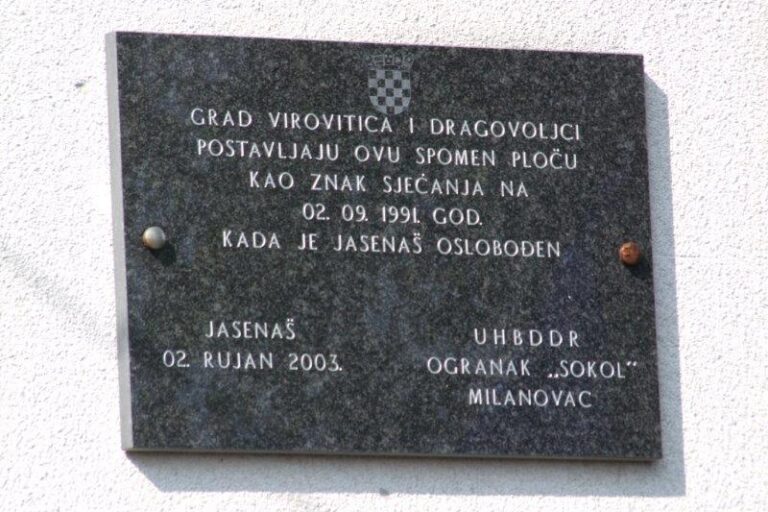 GRAD VIROVITICA I DRAGOVOLJCI
POSTAVLJAJU OVU SPOMEN PLOČU
KAO ZNAK SJEĆANJA NA
02. 09. 1991. GOD.
KADA JE JASENAŠ OSLOBOĐEN
JASENAŠ
02. RUJAN 2003.
UHBDDR
OGRANAK „SOKOL"
MILANOVAC